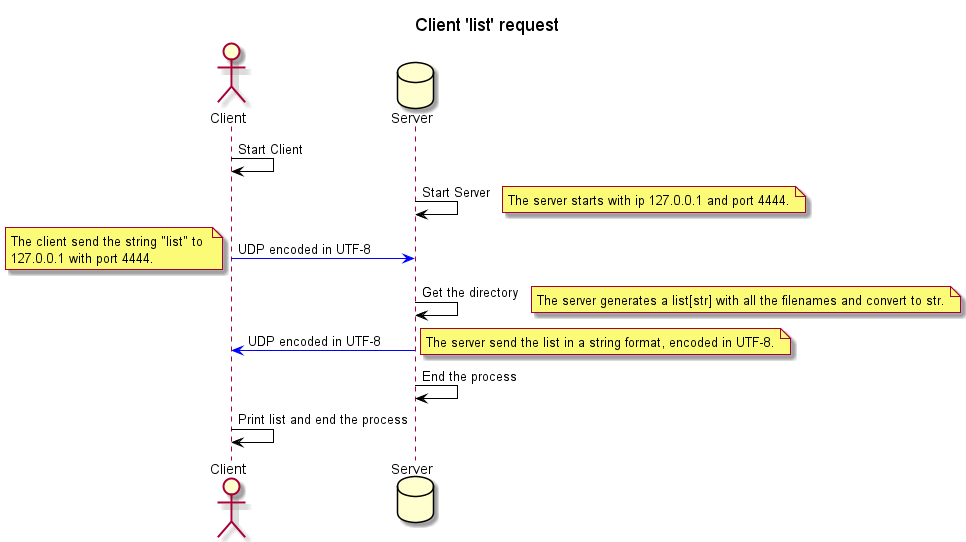 Client 'list' request
Client
Server
Start Client
Start Server
The server starts with ip 127.0.0.1 and port 4444.
The client send the string "list" to
127.0.0.1 with port 4444.
UDP encoded in UTF-8
Get the directory
The server generates a list[str] with all the filenames and convert to str.
UDP encoded in UTF-8
The server send the list in a string format, encoded in UTF-8.
End the process
Print list and end the process
Client
Server